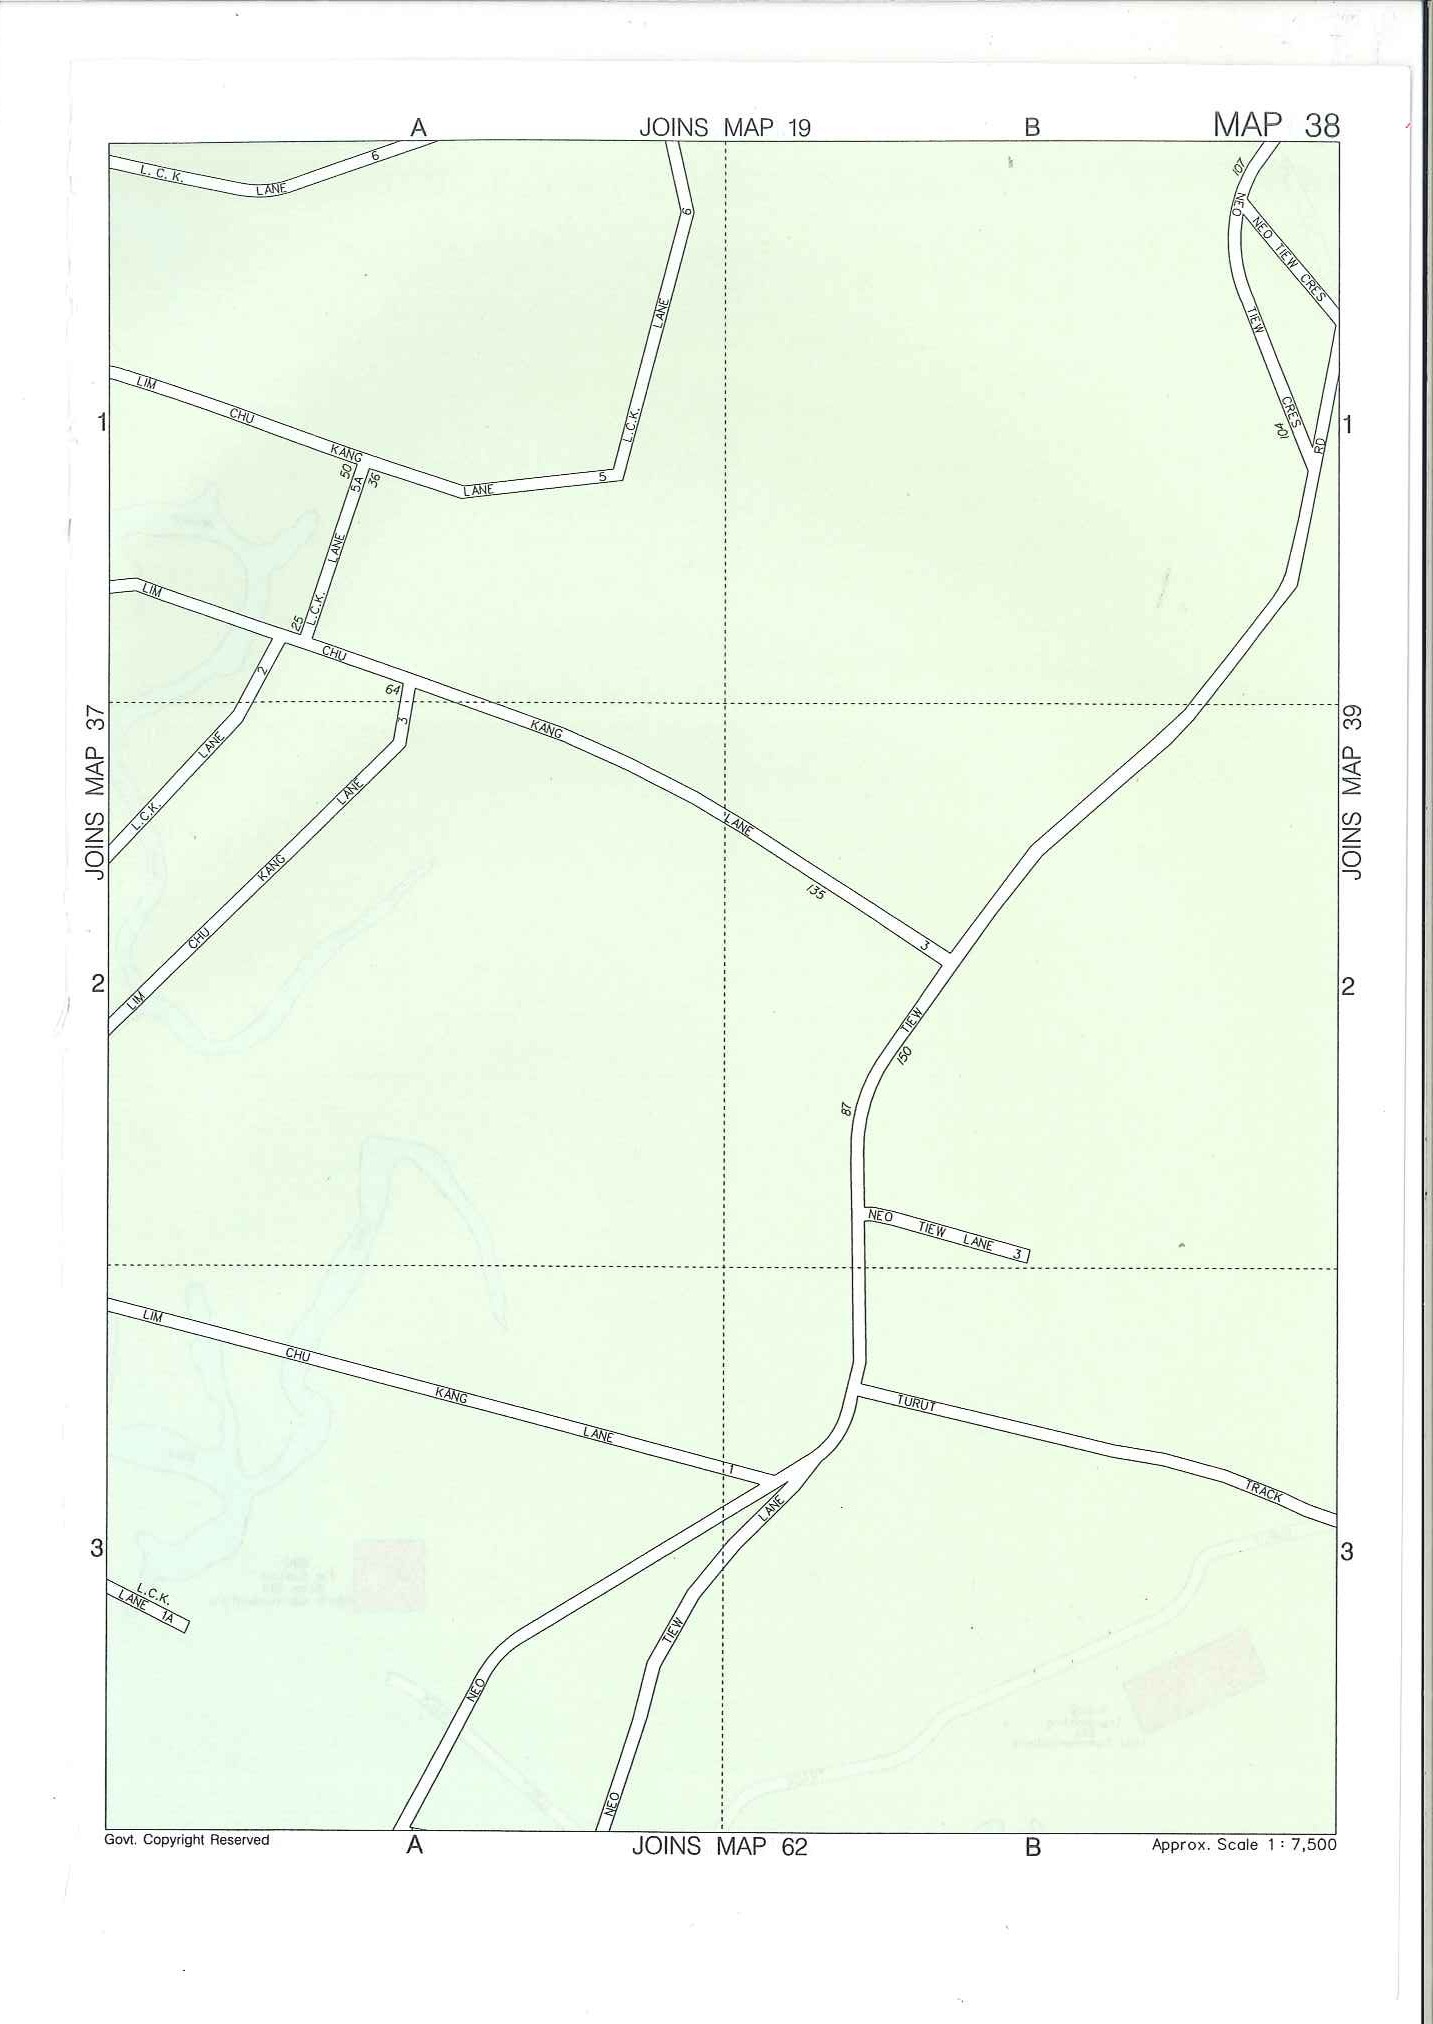 A JOINS MAP 19 B MAP 38
L. C. K. LANE 6
6
LANE
L.C.K.
107
NEO
NEO TIEW CRES
TIEW
CRES
104
RD
1
LIM CHU KANG LANE 5
1
50
5A
36
LANE
L.C.K.
25
LIM CHU KANG LANE 3
135
2
LANE
L.C.K.
64
3
LANE
KANG
CHU
LIM
JOINS MAP 37
JOINS MAP 39
2
2
TIEW
150
87
NEO TIEW LANE 3
LIM CHU KANG LANE 1
TURUT TRACK
LANE
TIEW
NEO
NEO
3
3
L.C.K.
LANE 1A
Govt. Copyright Reserved
A JOINS MAP 62 B
Approx. Scale 1 : 7,500